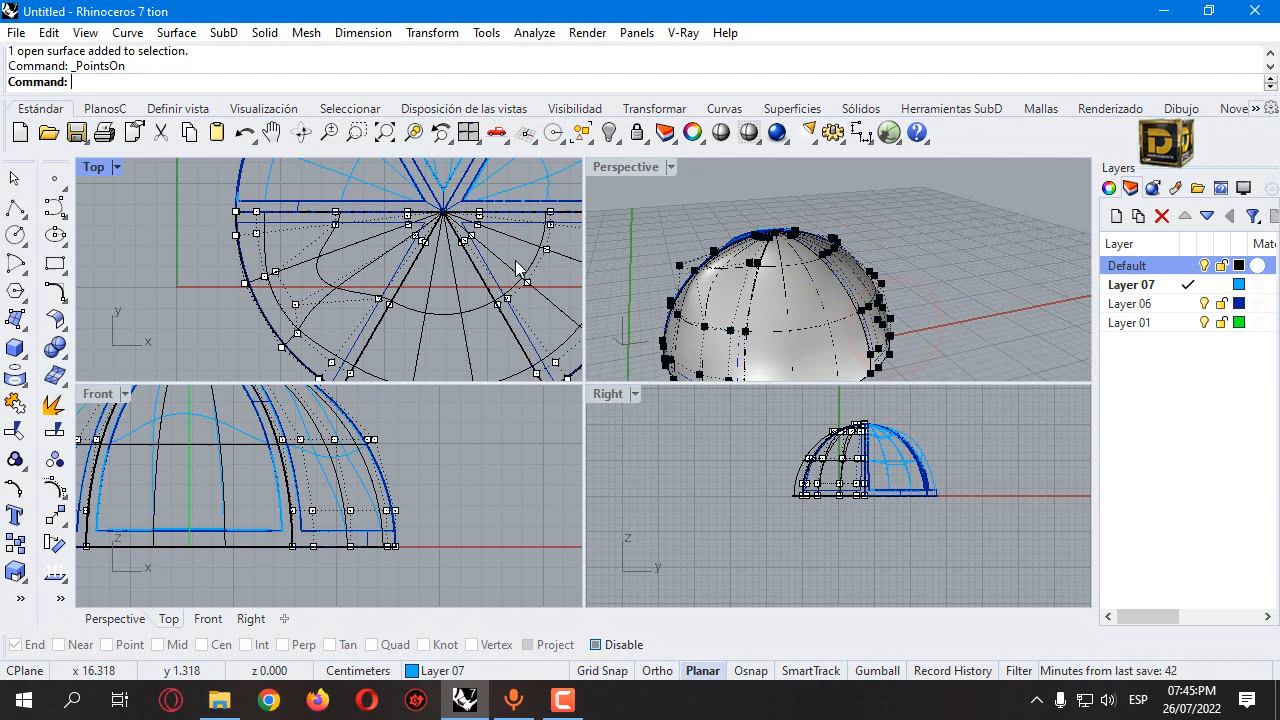 Untitled - Rhinoceros 7 tion
File Edit View Curve Surface SubD Solid Mesh Dimension Transform Tools Analyze Render Panels V-Ray Help
1 open surface added to selection.
Command: _PointsOn
Command:
Estándar PlanosC Definir vista Visualización Seleccionar Disposición de las vistas Visibilidad Transformar Curvas Superficies Sólidos Herramientas SubD Mallas Renderizado Dibujo Nove »
Top
Perspective
Layers
Layer Mate
Default
Layer 07
Layer 06
Layer 01
y
x
Front
Right
z
x
z
y
Perspective Top Front Right
End Near Point Mid Cen Int Perp Tan Quad Knot Vertex Project Disable
CPlane x 16.318 y 1.318 z 0.000 Centimeters Layer 07 Grid Snap Ortho Planar Osnap SmartTrack Gumball Record History Filter Minutes from last save: 42
ESP
07:45PM
26/07/2022